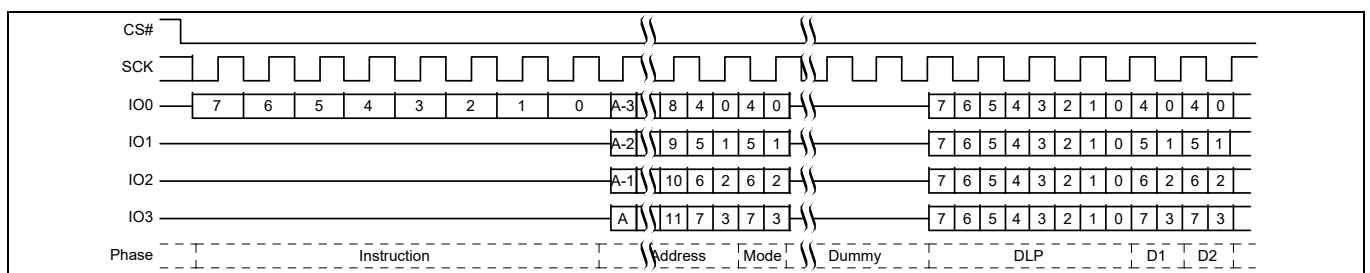 CS#
SCK
IO0 7 6 5 4 3 2 1 0 A-3 8 4 0 4 0 7 6 5 4 3 2 1 0 4 0 4 0
IO1 A-2 9 5 1 5 1 7 6 5 4 3 2 1 0 5 1 5 1
IO2 A-1 10 6 2 6 2 7 6 5 4 3 2 1 0 6 2 6 2
IO3 A 11 7 3 7 3 7 6 5 4 3 2 1 0 7 3 7 3
Phase Instruction Address Mode Dummy DLP D1 D2